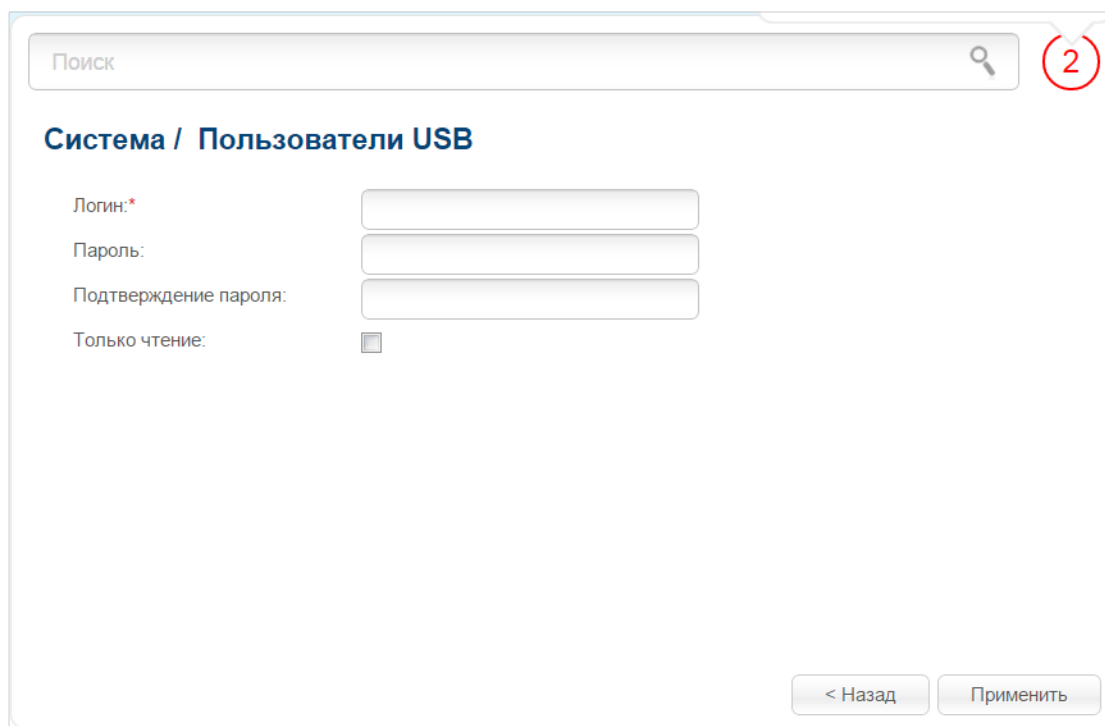 Поиск
2
Система / Пользователи USB
Логин:*
Пароль:
Подтверждение пароля:
Только чтение:
< Назад
Применить